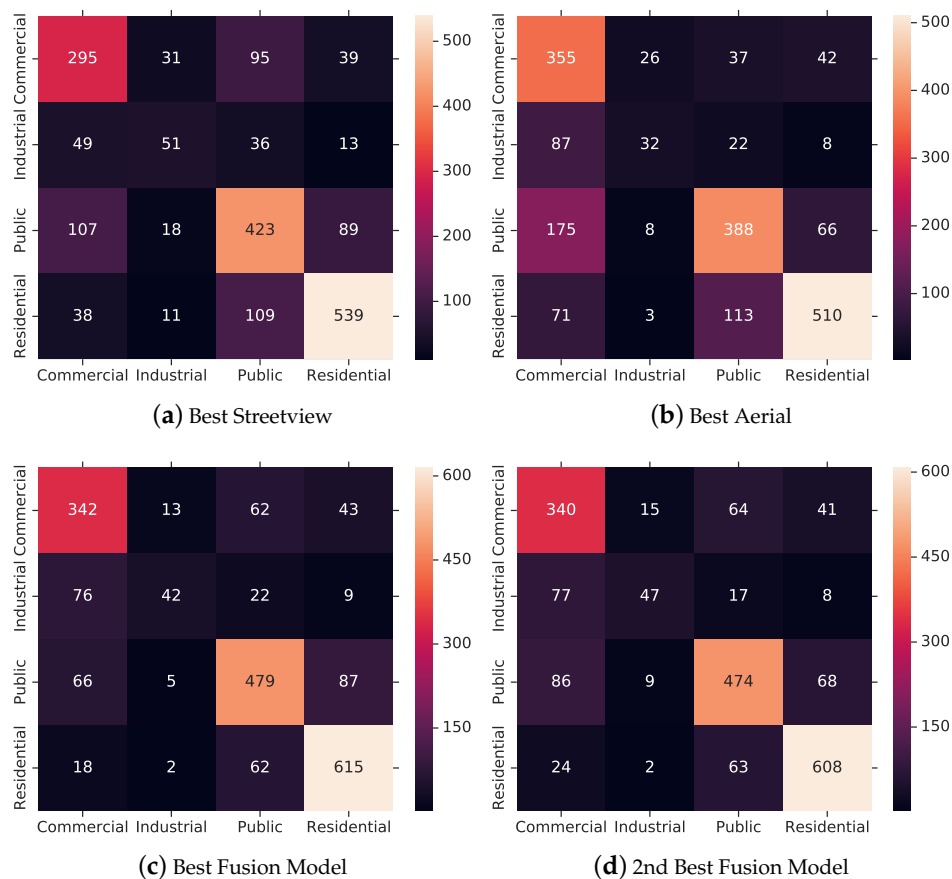 Commercial 295 31 95 39 500
Industrial 49 51 36 13 400
300
Public 107 18 423 89 200
Residential 38 11 109 539 100
Commercial Industrial Public Residential
(a) Best Streetview
Commercial 355 26 37 42 500
Industrial 87 32 22 8 400
300
Public 175 8 388 66 200
Residential 71 3 113 510 100
Commercial Industrial Public Residential
(b) Best Aerial
Commercial 342 13 62 43 600
Industrial 76 42 22 9 450
300
Public 66 5 479 87
Residential 18 2 62 615 150
Commercial Industrial Public Residential
(c) Best Fusion Model
Commercial 340 15 64 41 600
Industrial 77 47 17 8 450
300
Public 86 9 474 68
Residential 24 2 63 608 150
Commercial Industrial Public Residential
(d) 2nd Best Fusion Model